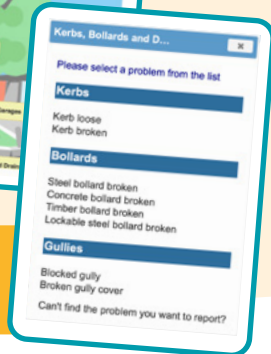 Kerbs, Bollards and D...
×
Please select a problem from the list
Kerbs
Kerb loose
Kerb broken
Bollards
Steel bollard broken
Concrete bollard broken
Timber bollard broken
Lockable steel bollard broken
Gullies
Blocked gully
Broken gully cover
Can't find the problem you want to report?
Garages